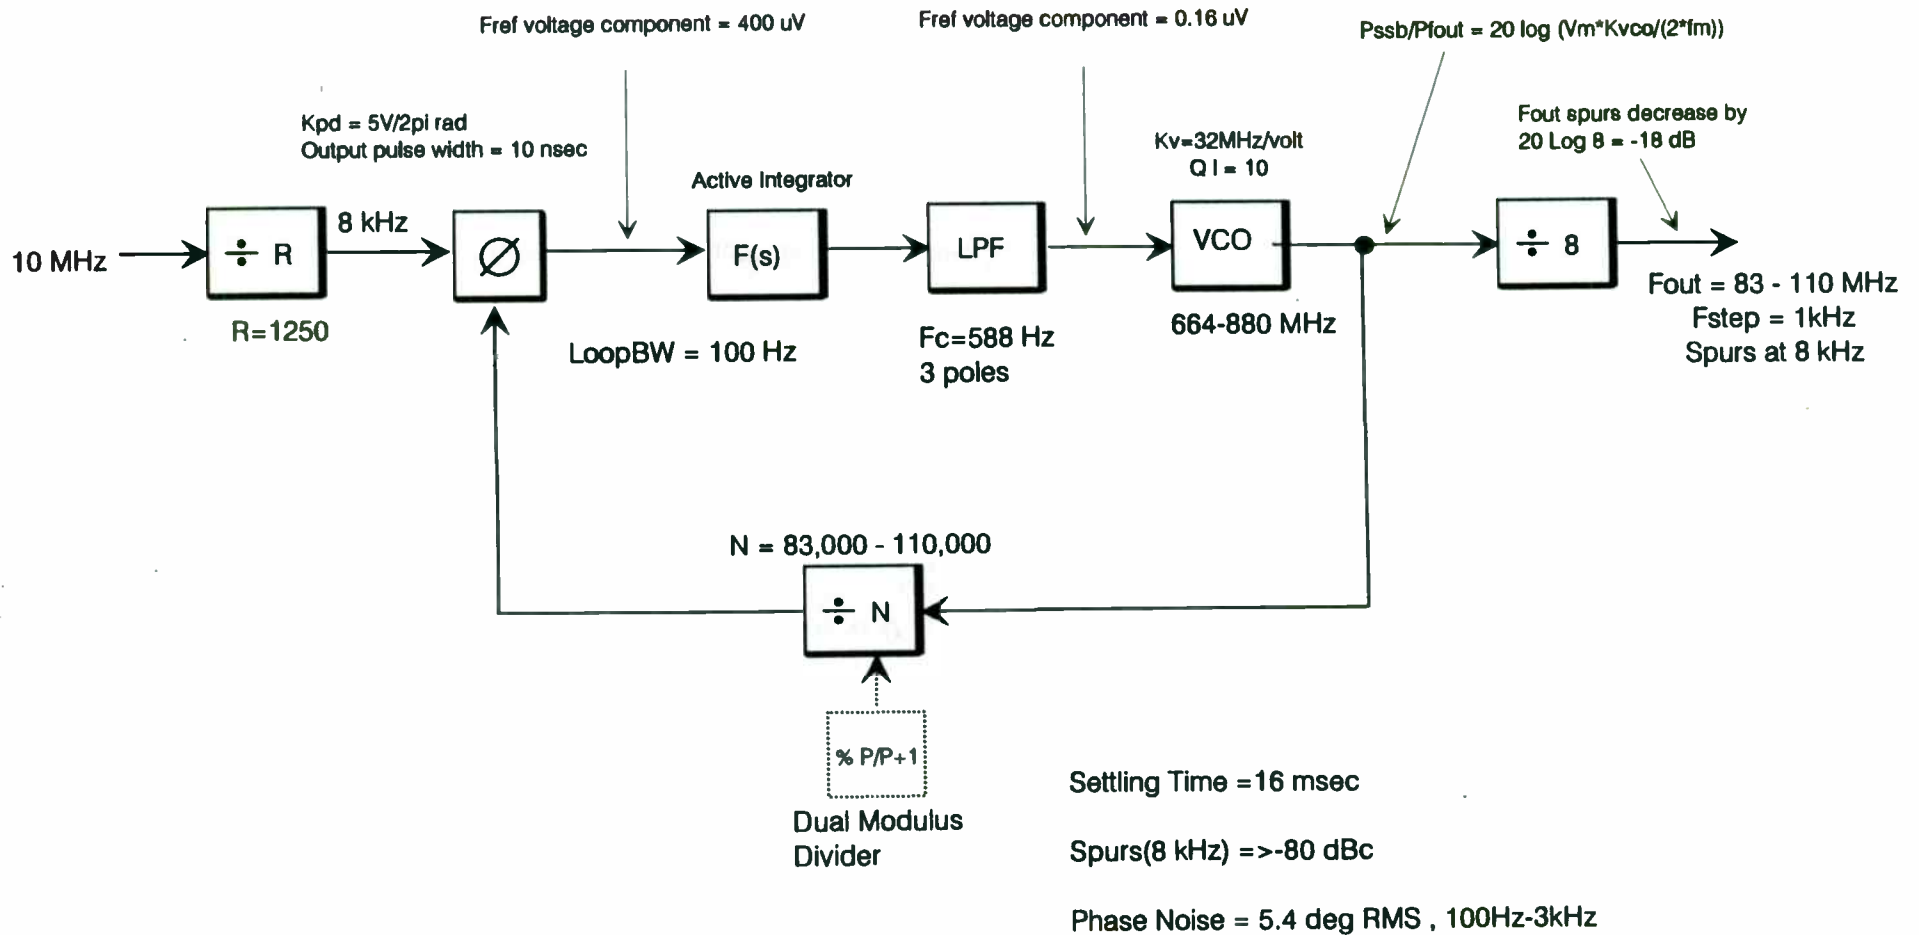 Fref voltage component = 400 uV
Fref voltage component = 0.16 uV
Pssb/Pfout = 20 log (Vm*Kvco/(2*fm))
Kpd = 5V/2pi rad
Output pulse width = 10 nsec
Fout spurs decrease by
20 Log 8 = -18 dB
Kv=32MHz/volt
Q l = 10
Active Integrator
10 MHz
÷ R
8 kHz
Ø
F(s)
LPF
VCO
÷ 8
R=1250
LoopBW = 100 Hz
Fc=588 Hz
3 poles
664-880 MHz
Fout = 83 - 110 MHz
Fstep = 1kHz
Spurs at 8 kHz
N = 83,000 - 110,000
÷ N
% P/P+1
Dual Modulus
Divider
Settling Time =16 msec
Spurs(8 kHz) =>-80 dBc
Phase Noise = 5.4 deg RMS , 100Hz-3kHz